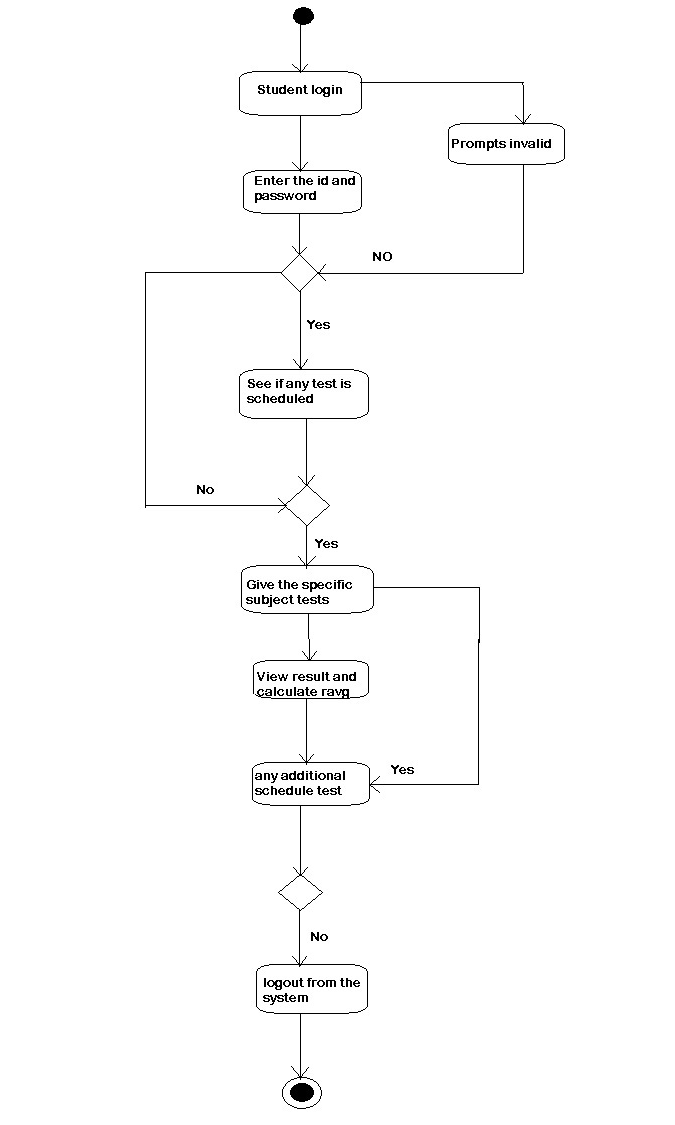 Student login
Prompts invalid
Enter the id and
password
NO
Yes
See if any test is
scheduled
No
Yes
Give the specific
subject tests
View result and
calculate ravg
Yes
any additional
schedule test
No
logout from the
system